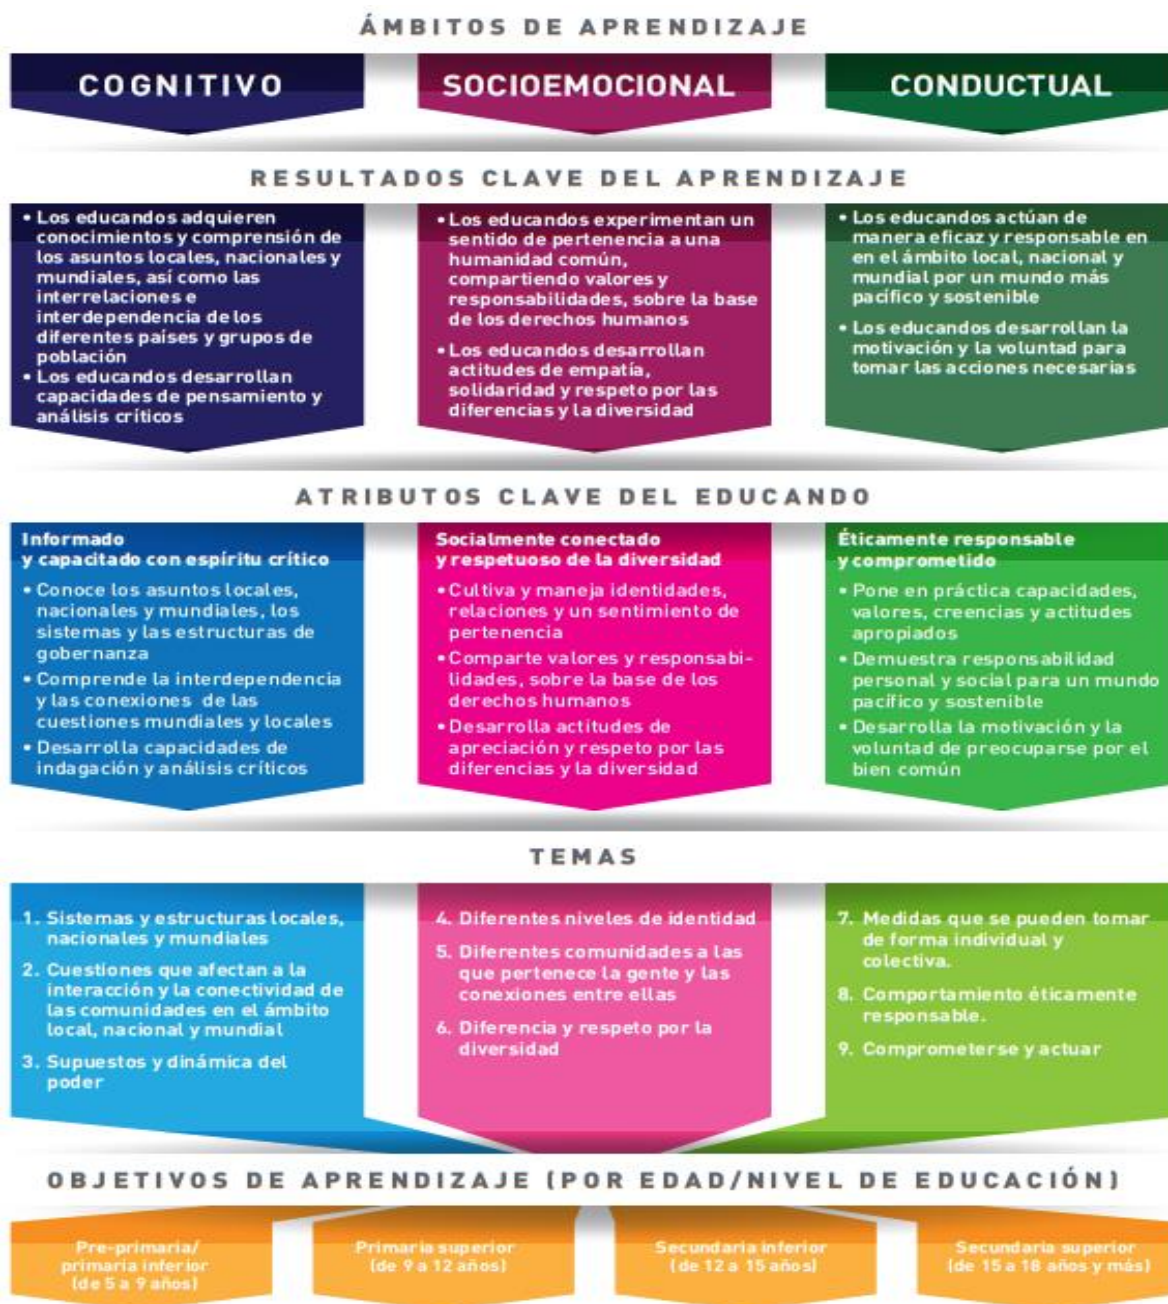 ÁMBITOS DE APRENDIZAJE
COGNITIVO
SOCIOEMOCIONAL
CONDUCTUAL
RESULTADOS CLAVE DEL APRENDIZAJE
• Los educandos adquieren
conocimientos y comprensión de
los asuntos locales, nacionales y
mundiales, así como las
interrelaciones e
interdependencia de los
diferentes países y grupos de
población
• Los educandos desarrollan
capacidades de pensamiento y
análisis críticos
• Los educandos experimentan un
sentido de pertenencia a una
humanidad común,
compartiendo valores y
responsabilidades, sobre la base
de los derechos humanos
• Los educandos desarrollan
actitudes de empatía,
solidaridad y respeto por las
diferencias y la diversidad
• Los educandos actúan de
manera eficaz y responsable en
en el ámbito local, nacional y
mundial por un mundo más
pacífico y sostenible
• Los educandos desarrollan la
motivación y la voluntad para
tomar las acciones necesarias
ATRIBUTOS CLAVE DEL EDUCANDO
Informado
y capacitado con espíritu crítico
• Conoce los asuntos locales,
nacionales y mundiales, los
sistemas y las estructuras de
gobernanza
• Comprende la interdependencia
y las conexiones de las
cuestiones mundiales y locales
• Desarrolla capacidades de
indagación y análisis críticos
Socialmente conectado
y respetuoso de la diversidad
• Cultiva y maneja identidades,
relaciones y un sentimiento de
pertenencia
• Comparte valores y responsabi-
lidades, sobre la base de los
derechos humanos
• Desarrolla actitudes de
apreciación y respeto por las
diferencias y la diversidad
Éticamente responsable
y comprometido
• Pone en práctica capacidades,
valores, creencias y actitudes
apropiados
• Demuestra responsabilidad
personal y social para un mundo
pacífico y sostenible
• Desarrolla la motivación y la
voluntad de preocuparse por el
bien común
TEMAS
1. Sistemas y estructuras locales,
nacionales y mundiales
2. Cuestiones que afectan a la
interacción y la conectividad de
las comunidades en el ámbito
local, nacional y mundial
3. Supuestos y dinámica del
poder
4. Diferentes niveles de identidad
5. Diferentes comunidades a las
que pertenece la gente y las
conexiones entre ellas
6. Diferencia y respeto por la
diversidad
7. Medidas que se pueden tomar
de forma individual y
colectiva.
8. Comportamiento éticamente
responsable.
9. Comprometerse y actuar
OBJETIVOS DE APRENDIZAJE (POR EDAD/NIVEL DE EDUCACIÓN)
Pre-primaria/
primaria inferior
(de 5 a 9 años)
Primaria superior
(de 9 a 12 años)
Secundaria inferior
(de 12 a 15 años)
Secundaria superior
(de 15 a 18 años y más)